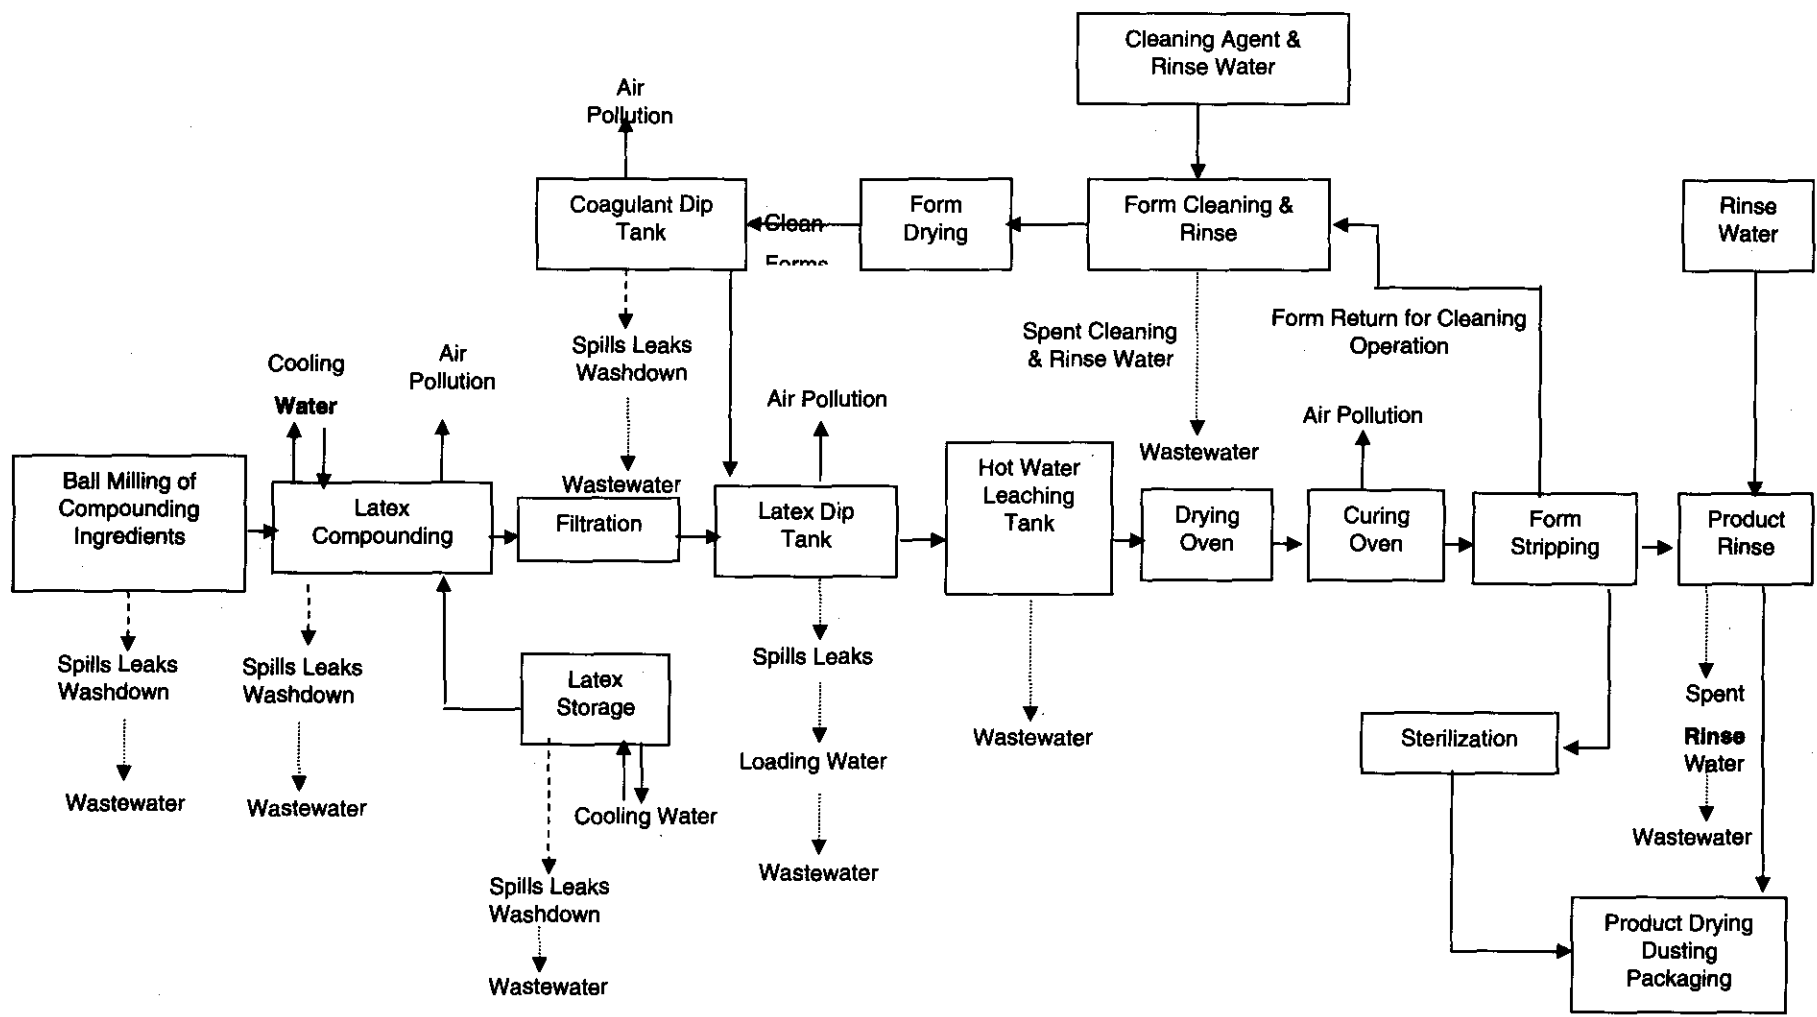 Cleaning Agent &
Rinse Water
Air
Pollution
Coagulant Dip
Tank
Clean
Forms
Form
Drying
Form Cleaning &
Rinse
Rinse
Water
Spills Leaks
Washdown
Wastewater
Spent Cleaning
& Rinse Water
Wastewater
Form Return for Cleaning
Operation
Cooling
Water
Air
Pollution
Air Pollution
Air Pollution
Ball Milling of
Compounding
Ingredients
Latex
Compounding
Filtration
Latex Dip
Tank
Hot Water
Leaching
Tank
Drying
Oven
Curing
Oven
Form
Stripping
Product
Rinse
Spills Leaks
Washdown
Wastewater
Spills Leaks
Washdown
Wastewater
Latex
Storage
Cooling Water
Spills Leaks
Washdown
Wastewater
Spills Leaks
Loading Water
Wastewater
Wastewater
Sterilization
Spent
Rinse
Water
Wastewater
Product Drying
Dusting
Packaging